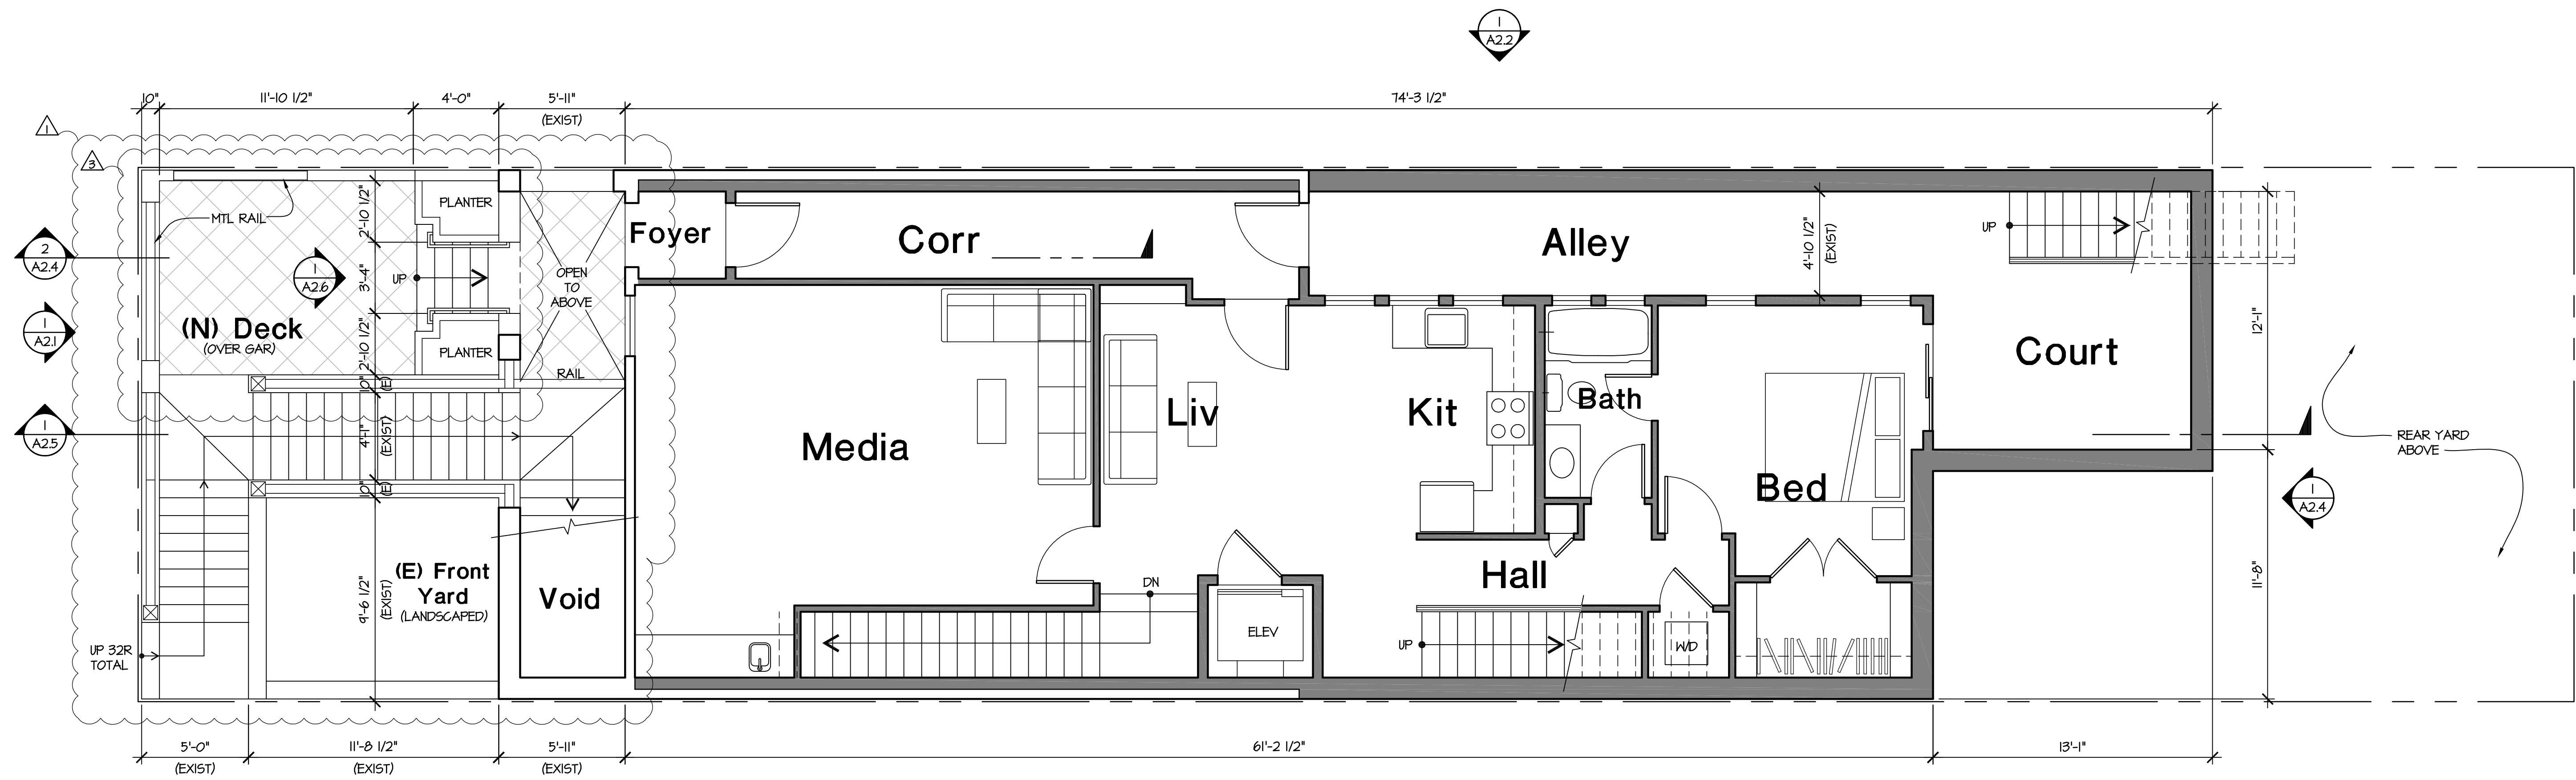 1
A2.2
10"
11'-10 1/2"
4'-0"
5'-11"
(EXIST)
74'-3 1/2"
1
3
MTL RAIL
PLANTER
2'-10 1/2"
Foyer
Corr
Alley
4'-10 1/2"
(EXIST)
UP
2
A2.4
1
A2.6
UP
3'-4"
OPEN
TO
ABOVE
1
A2.1
(N) Deck
(OVER GAR)
2'-10 1/2"
PLANTER
RAIL
10"
(E)
Court
12'-1"
Liv
Kit
Bath
Media
Bed
1
A2.5
4'-1"
(EXIST)
REAR YARD
ABOVE
10"
(E)
1
A2.4
(E) Front
Yard
(LANDSCAPED)
9'-6 1/2"
(EXIST)
Void
DN
Hall
11'-8"
ELEV
UP
W/D
UP 32R
TOTAL
5'-0"
(EXIST)
11'-8 1/2"
(EXIST)
5'-11"
(EXIST)
61'-2 1/2"
13'-1"